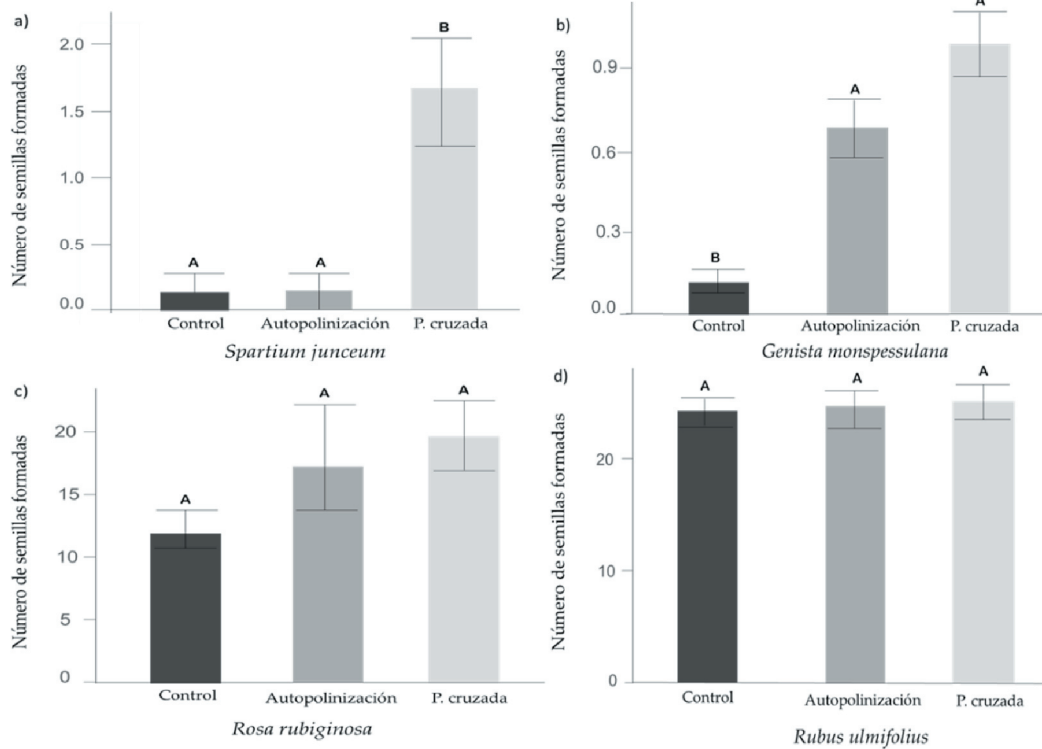 a)
Número de semillas formadas
2.0
1.5
1.0
0.5
0.0
A
A
B
Control
Autopolinización
P. cruzada
Spartium junceum
b)
Número de semillas formadas
0.9
0.6
0.3
0.0
B
A
A
Control
Autopolinización
P. cruzada
Genista monspessulana
c)
Número de semillas formadas
20
15
10
5
0
A
A
A
Control
Autopolinización
P. cruzada
Rosa rubiginosa
d)
Número de semillas formadas
20
10
0
A
A
A
Control
Autopolinización
P. cruzada
Rubus ulmifolius